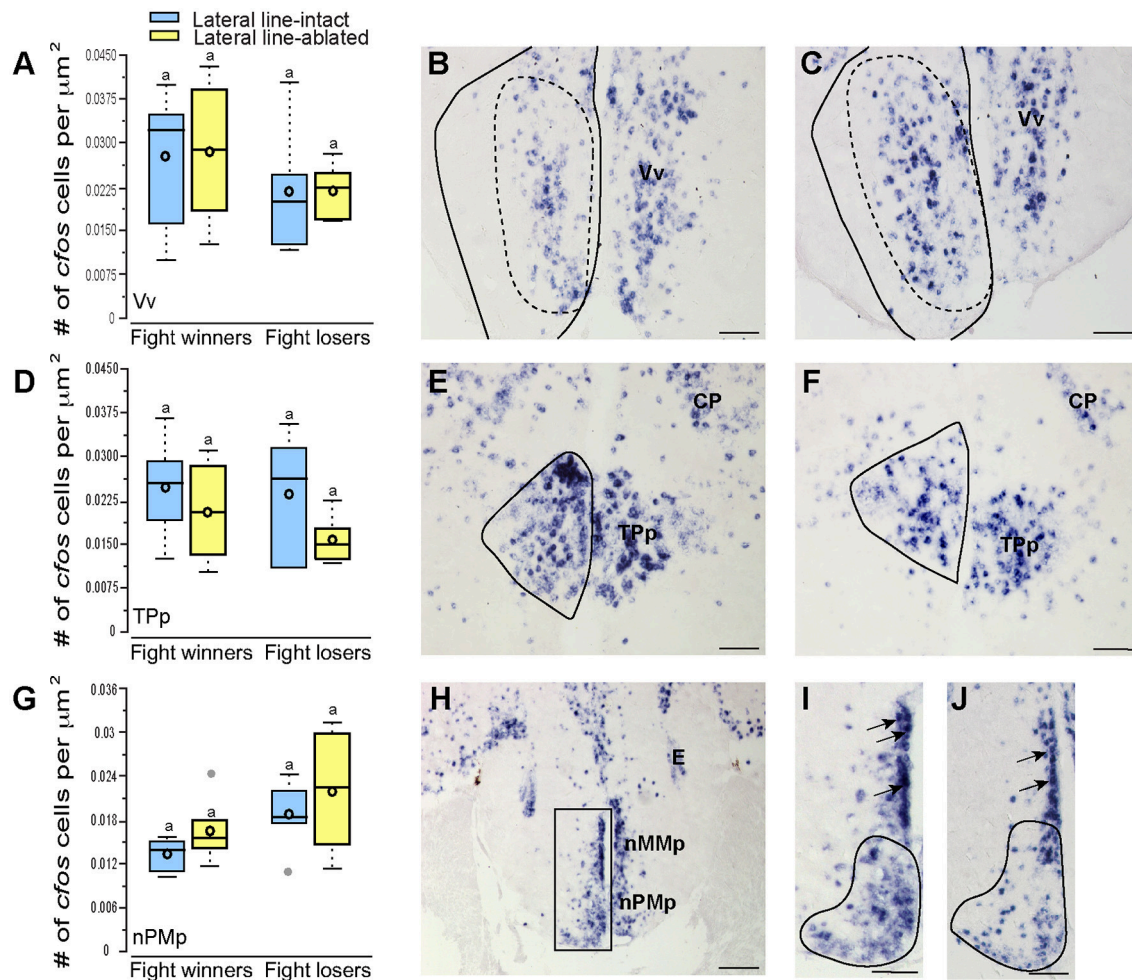 Lateral line-intact
Lateral line-ablated
A
# of cfos cells per μm2
0.0450
0.0375
0.0300
0.0225
0.0150
0.0075
0
a
a
a
a
Vv
Fight winners Fight losers
B
Vv
C
Vv
D
# of cfos cells per μm2
0.0450
0.0375
0.0300
0.0225
0.0150
0.0075
0
a
a
a
a
TPp
Fight winners Fight losers
E
CP
TPp
F
CP
TPp
G
# of cfos cells per μm2
0.036
0.03
0.024
0.018
0.012
0.006
0
a
a
a
a
nPMp
Fight winners Fight losers
H
E
nMMp
nPMp
I
J